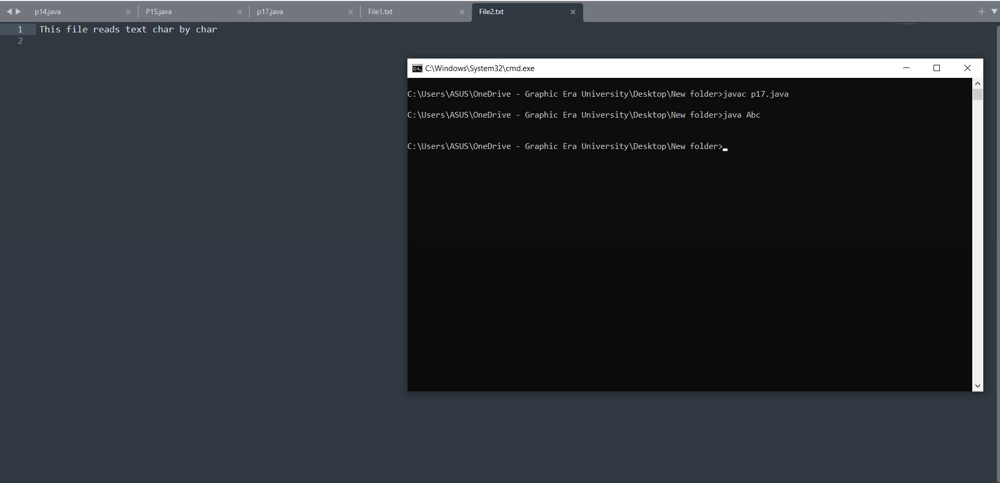 p14.java
P15.java
p17.java
File1.txt
File2.txt
1 This file reads text char by char
2
C:\Windows\System32\cmd.exe
C:\Users\ASUS\OneDrive - Graphic Era University\Desktop\New folder>javac p17.java
C:\Users\ASUS\OneDrive - Graphic Era University\Desktop\New folder>java Abc
C:\Users\ASUS\OneDrive - Graphic Era University\Desktop\New folder>